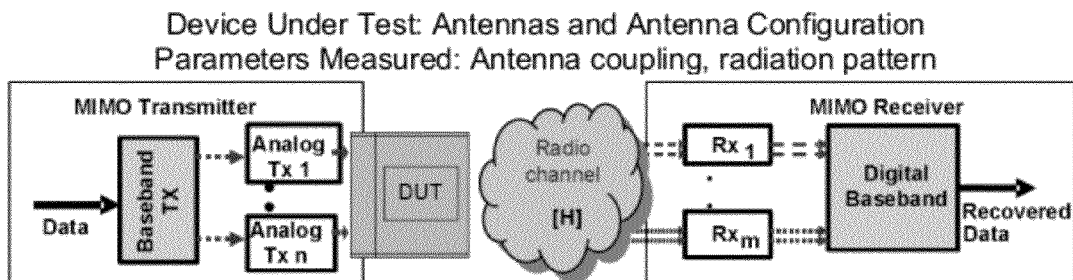 Device Under Test: Antennas and Antenna Configuration
Parameters Measured: Antenna coupling, radiation pattern
MIMO Transmitter
Data
Baseband
TX
Analog
Tx 1
Analog
Tx n
DUT
Radio
channel
[H]
MIMO Receiver
Rx 1
Rx m
Digital
Baseband
Recovered
Data